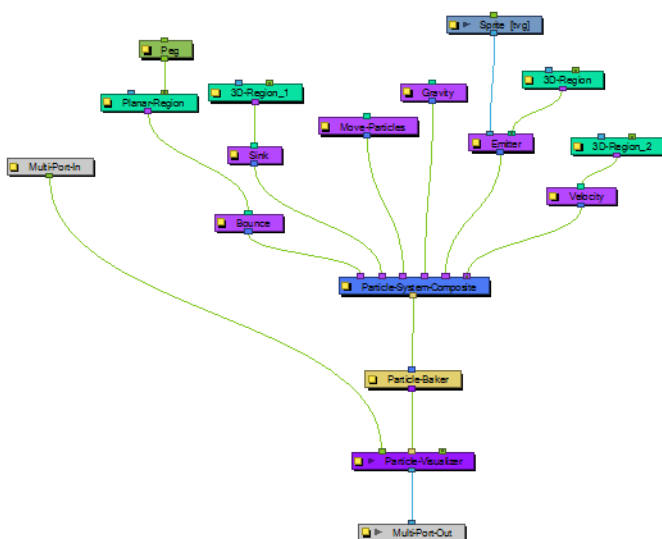 Sprite [tvg]
Peg
3D-Region
3D-Region_1
Gravity
Planar-Region
Move-Particles
Emitter
3D-Region_2
Sink
Multi-Port-In
Velocity
Bounce
Particle-System-Composite
Particle-Baker
Particle-Visualizer
Multi-Port-Out